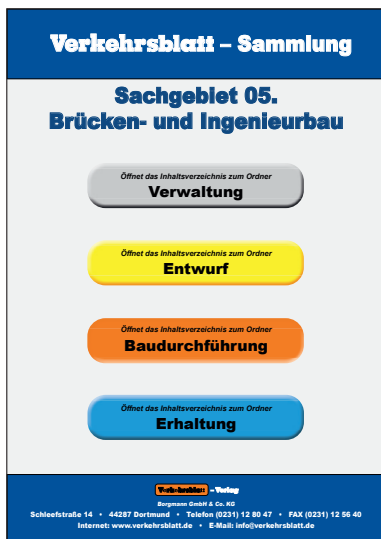 Verkehrsblatt – Sammlung
Sachgebiet 05.
Brücken- und Ingenieurbau
Öffnet das Inhaltsverzeichnis zum Ordner
Verwaltung
Öffnet das Inhaltsverzeichnis zum Ordner
Entwurf
Öffnet das Inhaltsverzeichnis zum Ordner
Baudurchführung
Öffnet das Inhaltsverzeichnis zum Ordner
Erhaltung
Verkehrsblatt – Verlag
Borgmann GmbH & Co. KG
Schleefstraße 14 • 44287 Dortmund • Telefon (0231) 12 80 47 • FAX (0231) 12 56 40
Internet: www.verkehrsblatt.de • E-Mail: info@verkehrsblatt.de